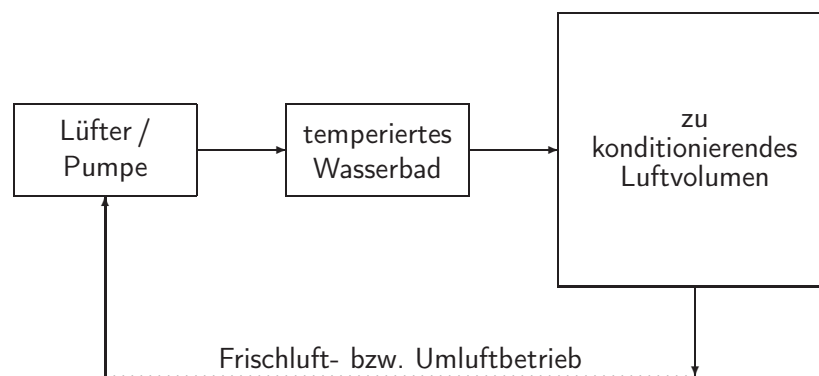 Lüfter /
Pumpe
temperiertes
Wasserbad
zu
konditionierendes
Luftvolumen
Frischluft- bzw. Umluftbetrieb